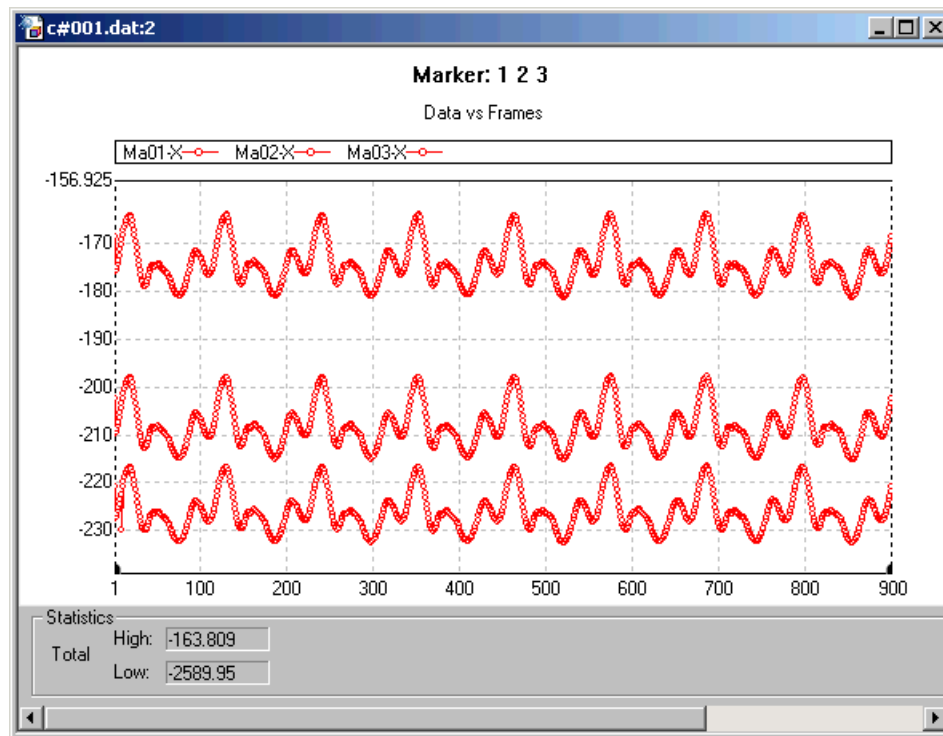 c#001.dat:2
Marker: 1 2 3
Data vs Frames
Ma01-X Ma02-X Ma03-X
-156.925
-170
-180
-190
-200
-210
-220
-230
1 100 200 300 400 500 600 700 800 900
Statistics
Total
High: -163.809
Low: -2589.95